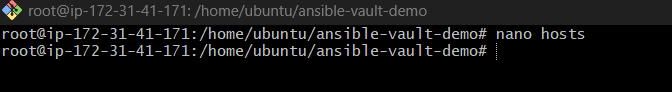 root@ip-172-31-41-171: /home/ubuntu/ansible-vault-demo
root@ip-172-31-41-171:/home/ubuntu/ansible-vault-demo# nano hosts
root@ip-172-31-41-171:/home/ubuntu/ansible-vault-demo#